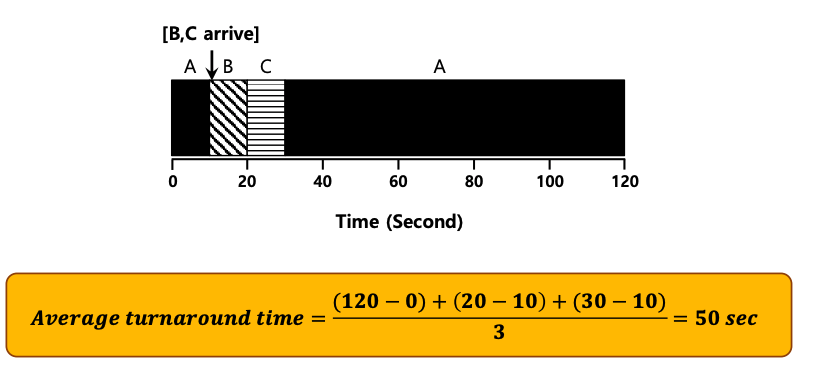 [B,C arrive]
A B C A
0 20 40 60 80 100 120
Time (Second)
Average turnaround time = \frac{(120 − 0) + (20 − 10) + (30 − 10)}{3} = 50 sec